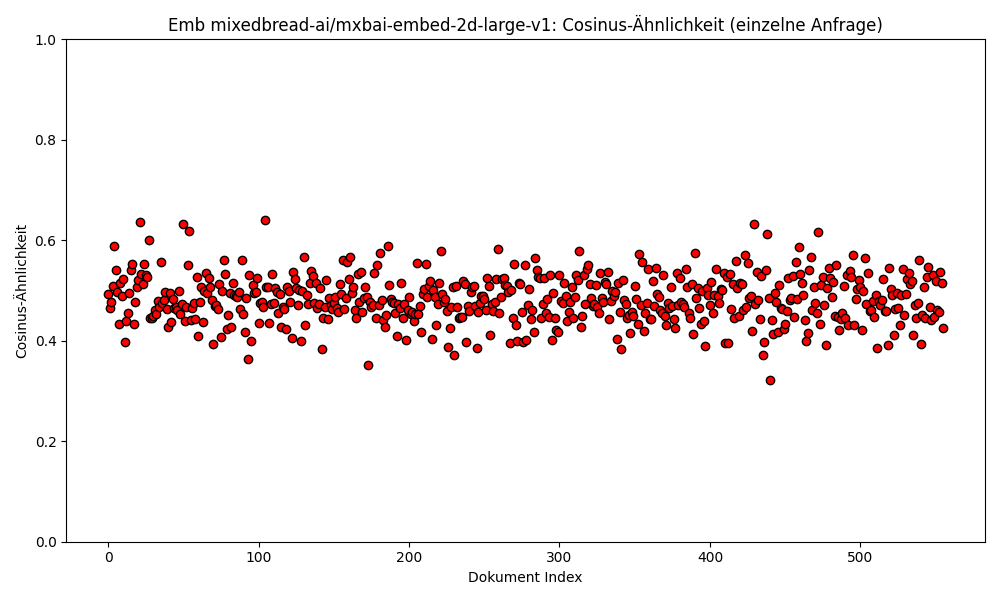 Emb mixedbread-ai/mxbai-embed-2d-large-v1: Cosinus-Ähnlichkeit (einzelne Anfrage)
1.0
0.8
0.6
0.4
0.2
0.0
Cosinus-Ähnlichkeit
0 100 200 300 400 500
Dokument Index